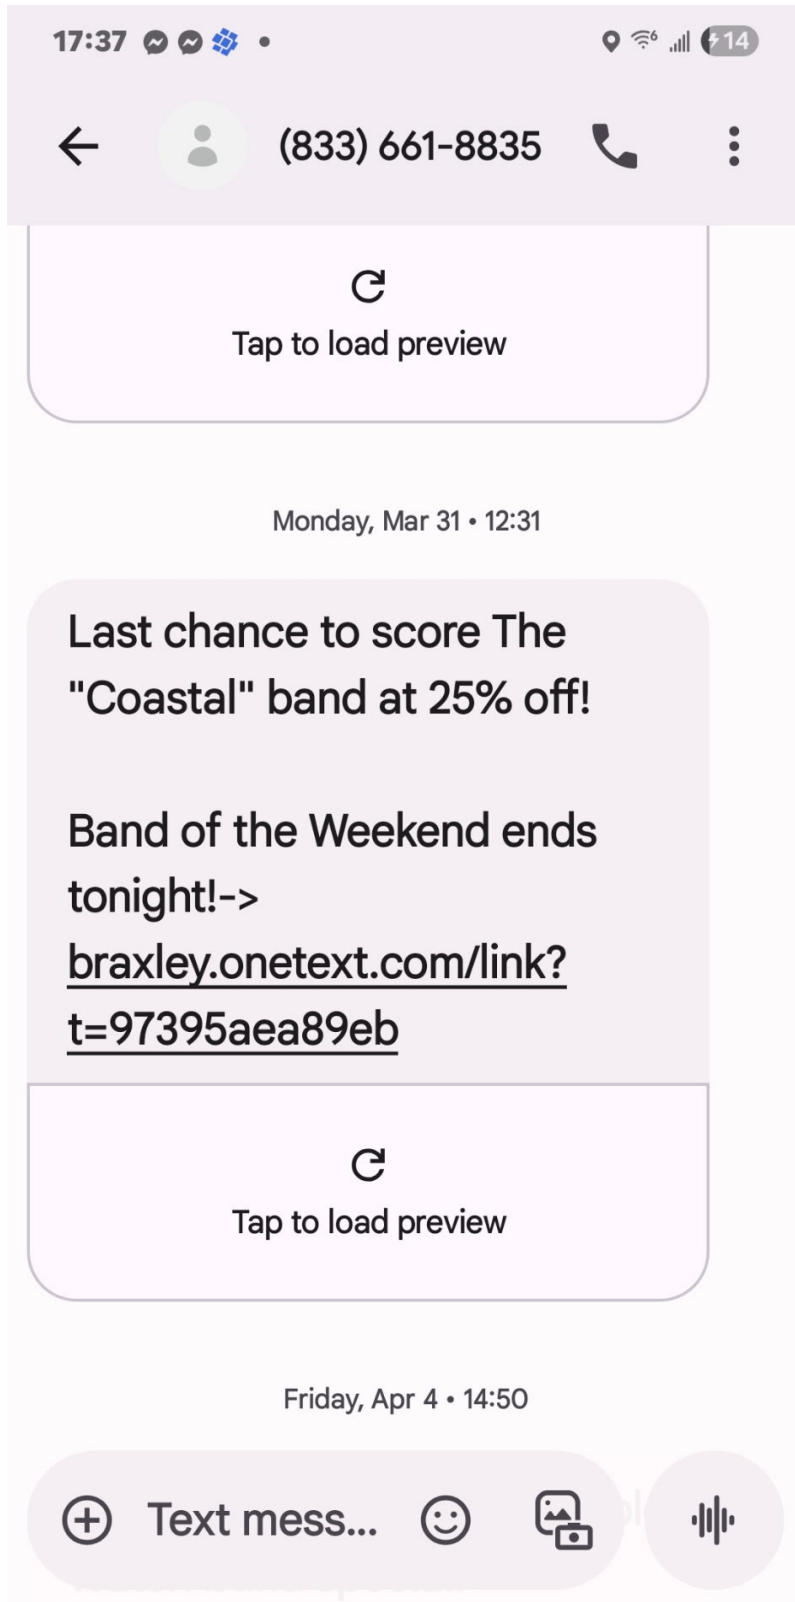 17:37
6
14
(833) 661-8835
Tap to load preview
Monday, Mar 31 • 12:31
Last chance to score The
"Coastal" band at 25% off!
Band of the Weekend ends
tonight!->
braxley.onetext.com/link?
t=97395aea89eb
Tap to load preview
Friday, Apr 4 • 14:50
Text mess...